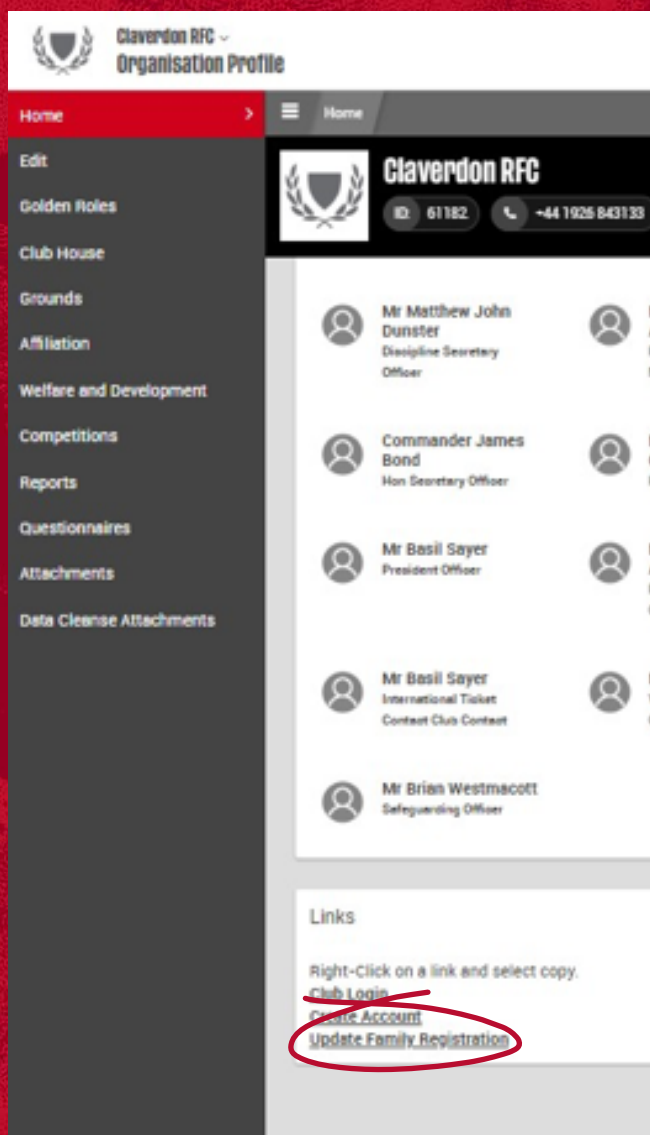 Claverdon RFC
Organisation Profile
Home
Home
Edit
Golden Roles
Club House
Grounds
Affiliation
Welfare and Development
Competitions
Reports
Questionnaires
Attachments
Data Cleanse Attachments
Claverdon RFC
ID: 61182
+44 1926 843133
Mr Matthew John
Dunster
Discipline Secretary
Officer
Commander James
Bond
Hon Secretary Officer
Mr Basil Sayer
President Officer
Mr Basil Sayer
International Ticket
Contact Club Contact
Mr Brian Westmacott
Safeguarding Officer
Links
Right-Click on a link and select copy.
Club Login
Create Account
Update Family Registration